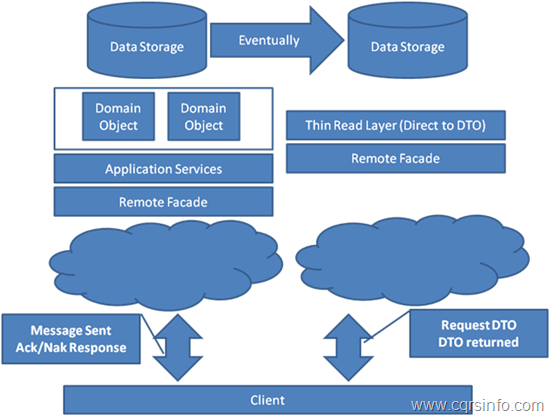 Data Storage
Eventually
Data Storage
Domain
Object
Domain
Object
Thin Read Layer (Direct to DTO)
Application Services
Remote Facade
Remote Facade
Message Sent
Ack/Nak Response
Request DTO
DTO returned
Client
www.cqrsinfo.com